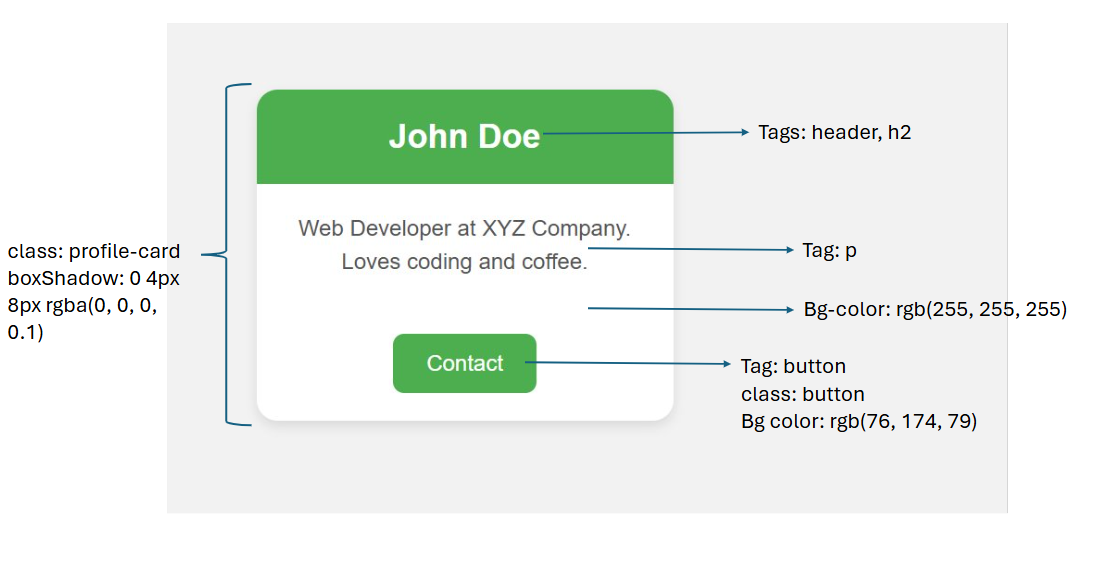 John Doe
Tags: header, h2
Web Developer at XYZ Company.
Loves coding and coffee.
Tag: p
class: profile-card
boxShadow: 0 4px
8px rgba(0, 0, 0,
0.1)
Bg-color: rgb(255, 255, 255)
Contact
Tag: button
class: button
Bg color: rgb(76, 174, 79)